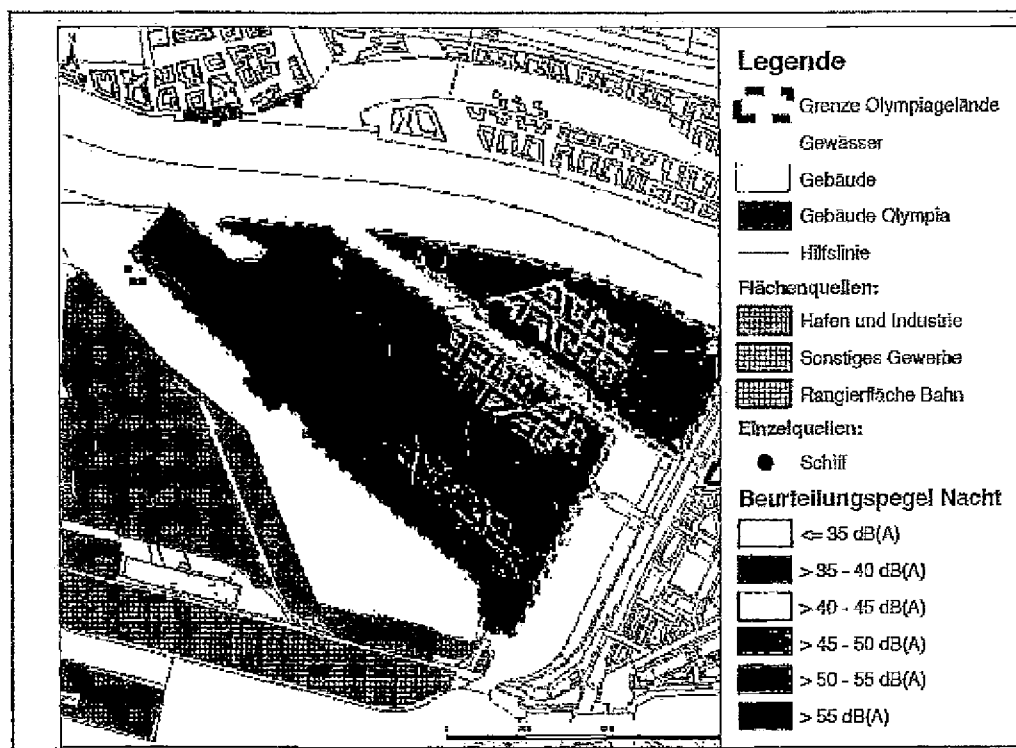 Legende
Grenze Olympiagelände
Gewässer
Gebäude
Gebäude Olympia
Hilfslinie
Flächenquellen:
Hafen und Industrie
Sonstiges Gewerbe
Rangierfläche Bahn
Einzelquellen:
Schiff
Beurteilungspegel Nacht
<= 35 dB(A)
> 35 - 40 dB(A)
> 40 - 45 dB(A)
> 45 - 50 dB(A)
> 50 - 55 dB(A)
> 55 dB(A)